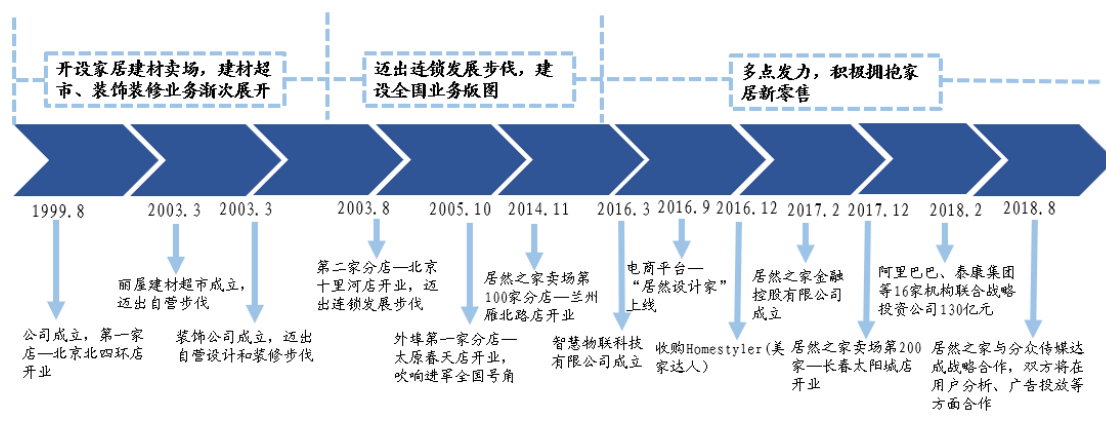 开设家居建材卖场，建材超
市、装饰装修业务渐次展开
迈出连锁发展步伐，建
设全国业务版图
多点发力，积极拥抱家
居新零售
1999.8
2003.3
2003.3
2003.8
2005.10
2014.11
2016.3
2016.9
2016.12
2017.2
2017.12
2018.2
2018.8
公司成立，第一家
店—北京北四环店
开业
丽屋建材超市成立，
迈出自营步伐
装饰公司成立，迈出
自营设计和装修步伐
第二家分店—北京
十里河店开业，迈
出连锁发展步伐
外埠第一家分店—
太原春天店开业，
吹响进军全国号角
居然之家卖场第
100家分店—兰州
雁北路店开业
智慧物联科技
有限公司成立
电商平台—
“居然设计家”
上线
收购Homestyler(美
家达人）
居然之家金融
控股有限公司
成立
居然之家卖场第200
家—长春太阳城店
开业
阿里巴巴、泰康集团
等16家机构联合战略
投资公司130亿元
居然之家与分众传媒达
成战略合作，双方将在
用户分析、广告投放等
方面合作